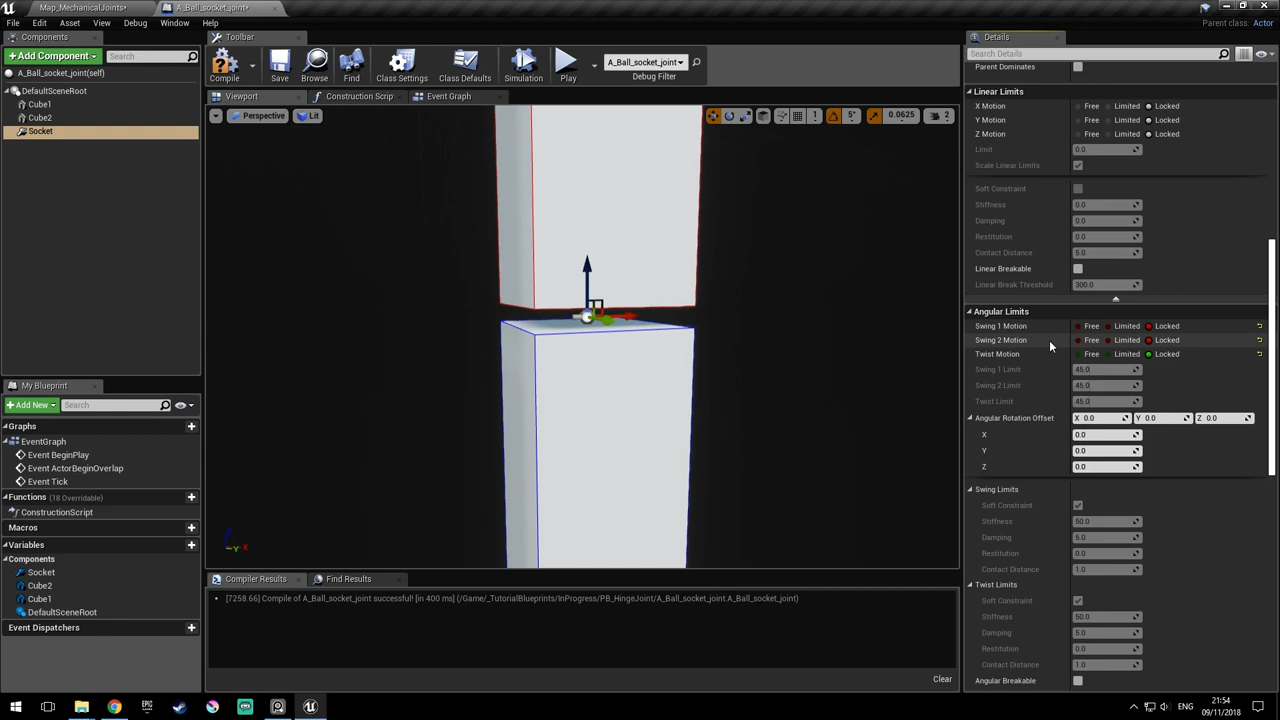 Map_MechanicalJoints*
A_Ball_socket_joint*
File Edit Asset View Debug Window Help
Parent class: Actor
Components
Toolbar
Details
+ Add Component
Search
Compile
Save
Browse
Find
Class Settings
Class Defaults
Simulation
Play
A_Ball_socket_joint
Debug Filter
Search Details
A_Ball_socket_joint(self)
DefaultSceneRoot
Cube1
Cube2
Socket
Viewport
Construction Scrip
Event Graph
Perspective
Lit
1
5°
0.0625
2
Parent Dominates
Linear Limits
X Motion Free Limited Locked
Y Motion Free Limited Locked
Z Motion Free Limited Locked
Limit 0.0
Scale Linear Limits
Soft Constraint
Stiffness 0.0
Damping 0.0
Restitution 0.0
Contact Distance 5.0
Linear Breakable
Linear Break Threshold 300.0
Angular Limits
Swing 1 Motion Free Limited Locked
Swing 2 Motion Free Limited Locked
Twist Motion Free Limited Locked
Swing 1 Limit 45.0
Swing 2 Limit 45.0
Twist Limit 45.0
Angular Rotation Offset X 0.0 Y 0.0 Z 0.0
X 0.0
Y 0.0
Z 0.0
Swing Limits
Soft Constraint
Stiffness 50.0
Damping 5.0
Restitution 0.0
Contact Distance 1.0
Twist Limits
Soft Constraint
Stiffness 50.0
Damping 5.0
Restitution 0.0
Contact Distance 1.0
Angular Breakable
My Blueprint
+ Add New
Search
Graphs
EventGraph
Event BeginPlay
Event ActorBeginOverlap
Event Tick
Functions (18 Overridable)
ConstructionScript
Macros
Variables
Components
Socket
Cube2
Cube1
DefaultSceneRoot
Event Dispatchers
Y X
Compiler Results
Find Results
[7258.66] Compile of A_Ball_socket_joint successful! [in 400 ms] (/Game/_TutorialBlueprints/InProgress/PB_HingeJoint/A_Ball_socket_joint.A_Ball_socket_joint)
Clear
EPIC
ENG
21:54
09/11/2018